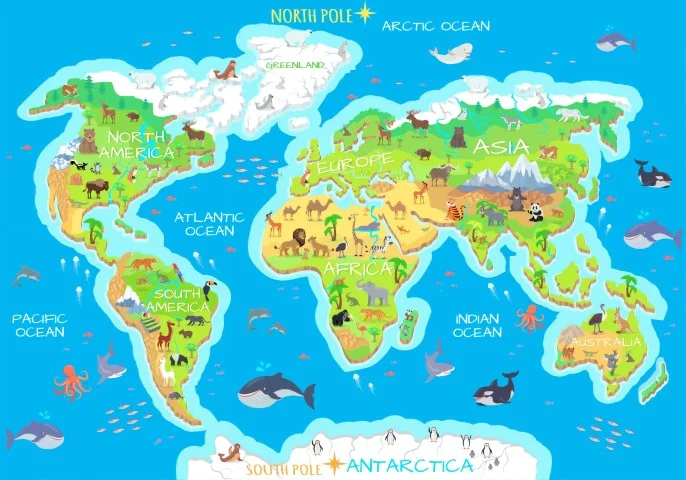 NORTH POLE
ARCTIC OCEAN
GREENLAND
NORTH
AMERICA
EUROPE
ASIA
ATLANTIC
OCEAN
AFRICA
SOUTH
AMERICA
PACIFIC
OCEAN
INDIAN
OCEAN
AUSTRALIA
SOUTH POLE
ANTARCTICA